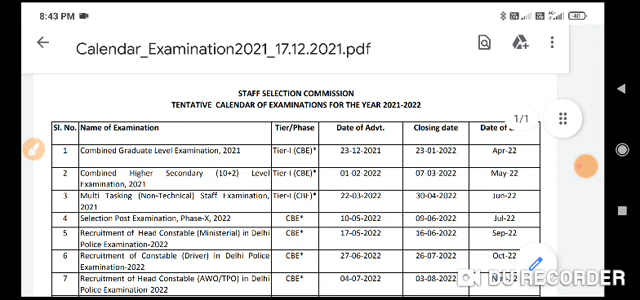 8:43 PM
40
Calendar_Examination2021_17.12.2021.pdf
STAFF SELECTION COMMISSION
TENTATIVE CALENDAR OF EXAMINATIONS FOR THE YEAR 2021-2022
Sl. No. Name of Examination Tier/Phase Date of Advt. Closing date Date of
1/1
1 Combined Graduate Level Examination, 2021 Tier-I (CBE)* 23-12-2021 23-01-2022 Apr-22
2 Combined Higher Secondary (10+2) Level Examination, 2021 Tier-I (CBE)* 01-02-2022 07-03-2022 May-22
3 Multi Tasking (Non-Technical) Staff Examination, 2021 Tier-I (CBE)* 22-03-2022 30-04-2022 Jun-22
4 Selection Post Examination, Phase-X, 2022 CBE* 10-05-2022 09-06-2022 Jul-22
5 Recruitment of Head Constable (Ministerial) in Delhi Police Examination-2022 CBE* 17-05-2022 16-06-2022 Sep-22
6 Recruitment of Constable (Driver) in Delhi Police Examination-2022 CBE* 27-06-2022 26-07-2022 Oct-22
7 Recruitment of Head Constable (AWO/TPO) in Delhi Police Examination-2022 CBE* 04-07-2022 03-08-2022
DU RECORDER